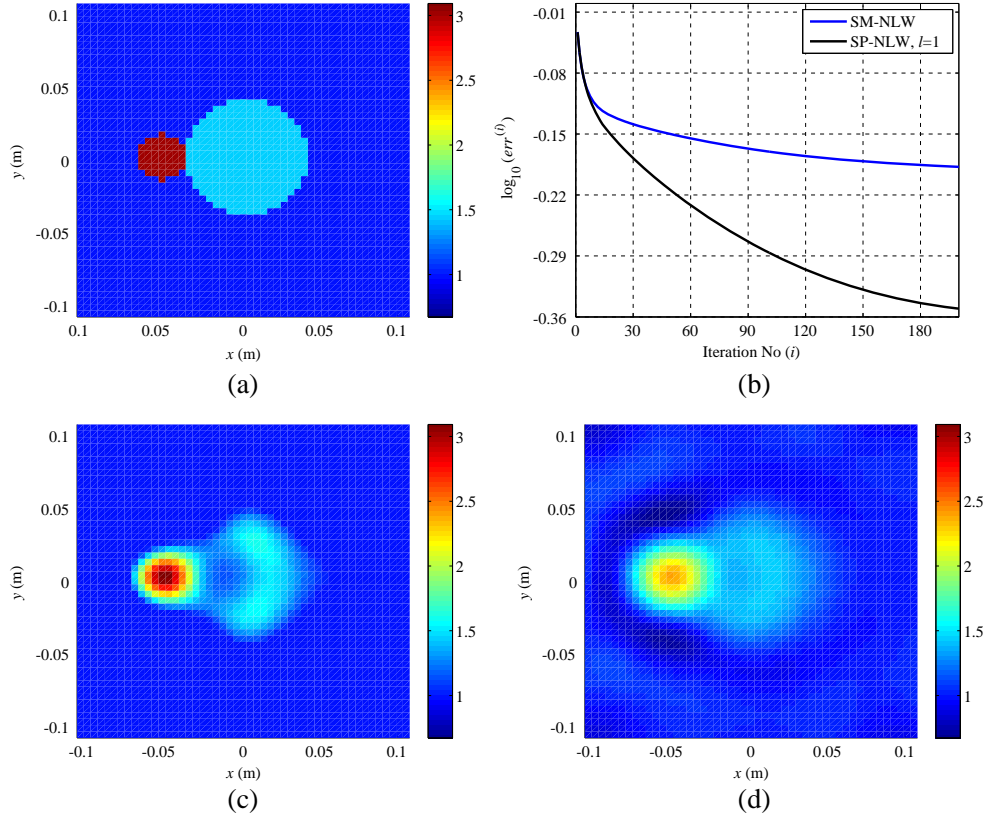 0.1
0.05
0
-0.05
-0.1
y (m)
0.1 0.05 0 0.05 0.1
x (m)
3
2.5
2
1.5
1
(a)
-0.01
-0.08
-0.15
-0.22
-0.29
-0.36
log10 (err(i))
SM-NLW
SP-NLW, l=1
0 30 60 90 120 150 180
Iteration No (i)
(b)
0.1
0.05
0
-0.05
-0.1
y (m)
-0.1 -0.05 0 0.05 0.1
x (m)
3
2.5
2
1.5
1
(c)
0.1
0.05
0
-0.05
-0.1
y (m)
-0.1 -0.05 0 0.05 0.1
x (m)
3
2.5
2
1.5
1
(d)